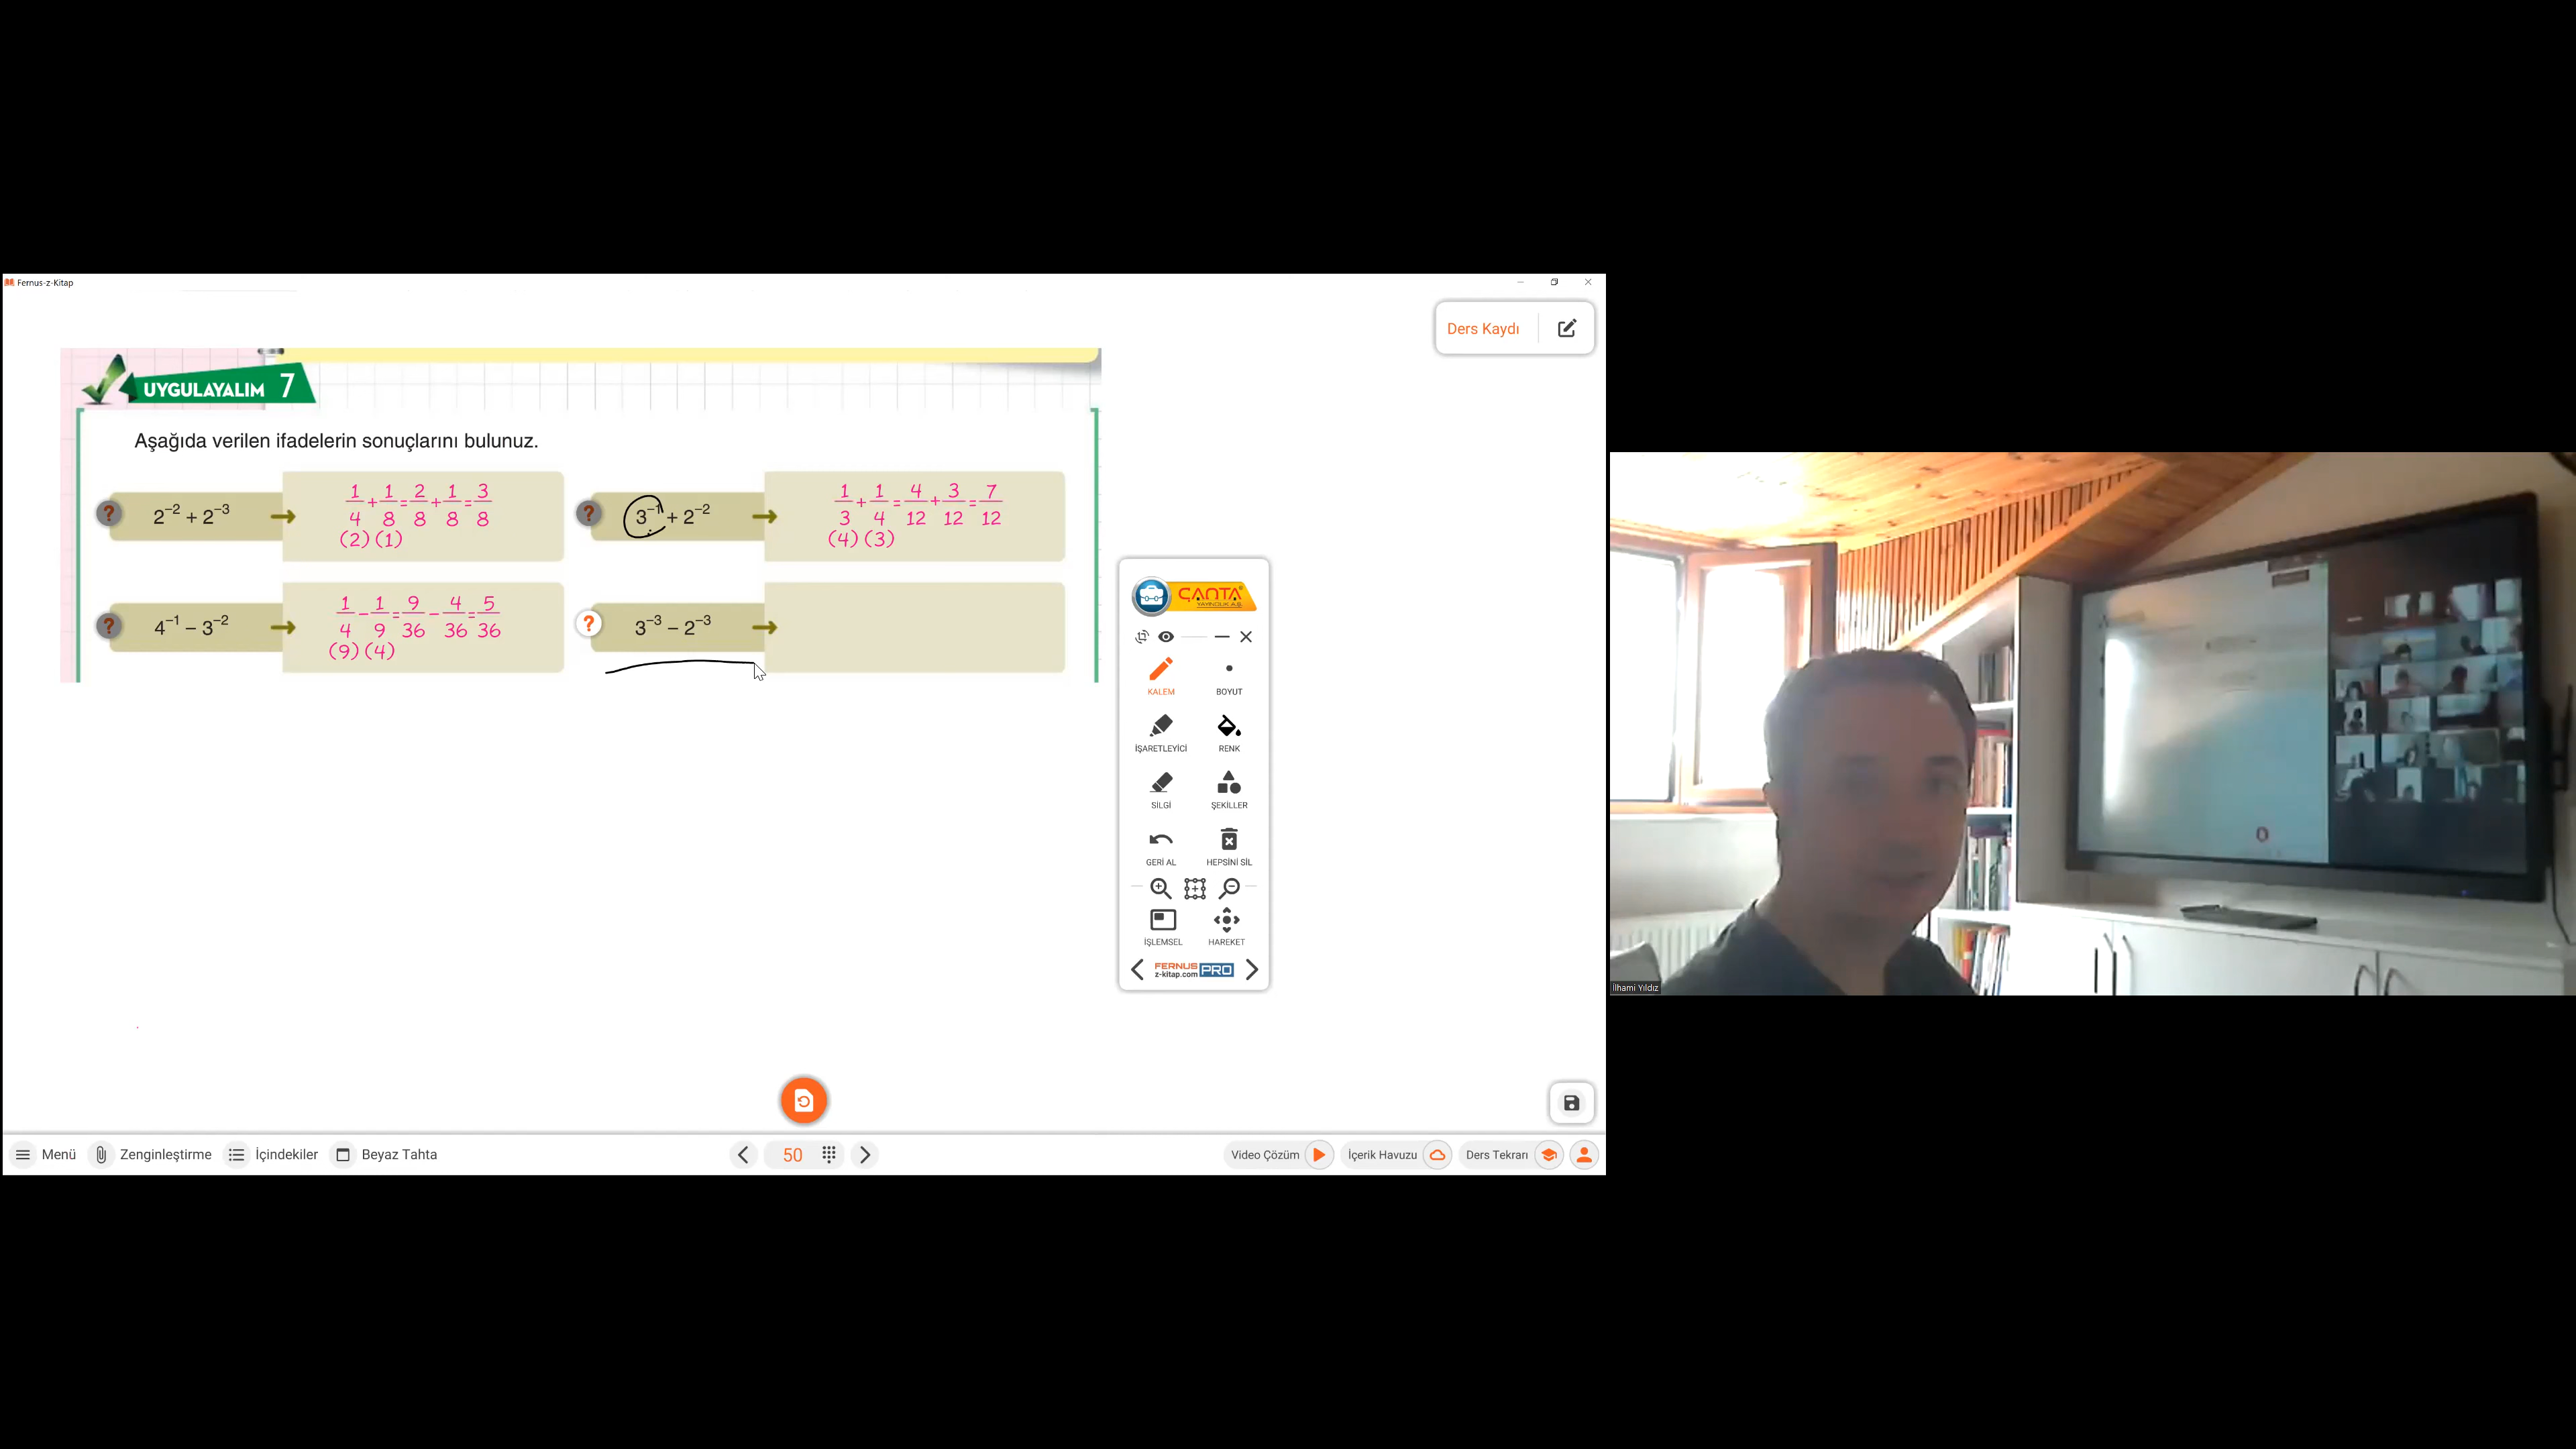 Fernus-z-Kitap
Ders Kaydı
UYGULAYALIM 7
Aşağıda verilen ifadelerin sonuçlarını bulunuz.
? 2⁻² + 2⁻³ → 1/4 + 1/8 = 2/8 + 1/8 = 3/8
(2) (1)
? 3⁻¹ + 2⁻² → 1/3 + 1/4 = 4/12 + 3/12 = 7/12
(4) (3)
? 4⁻¹ – 3⁻² → 1/4 – 1/9 = 9/36 – 4/36 = 5/36
(9) (4)
? 3⁻³ – 2⁻³ →
ÇANTA
YAYINCILIK A.Ş.
KALEM BOYUT
İŞARETLEYİCİ RENK
SİLGİ ŞEKİLLER
GERİ AL HEPSİNİ SİL
İŞLEMSEL HAREKET
FERNUS PRO
z-kitap.com
İlhami Yıldız
Menü Zenginleştirme İçindekiler Beyaz Tahta 50 Video Çözüm İçerik Havuzu Ders Tekrarı